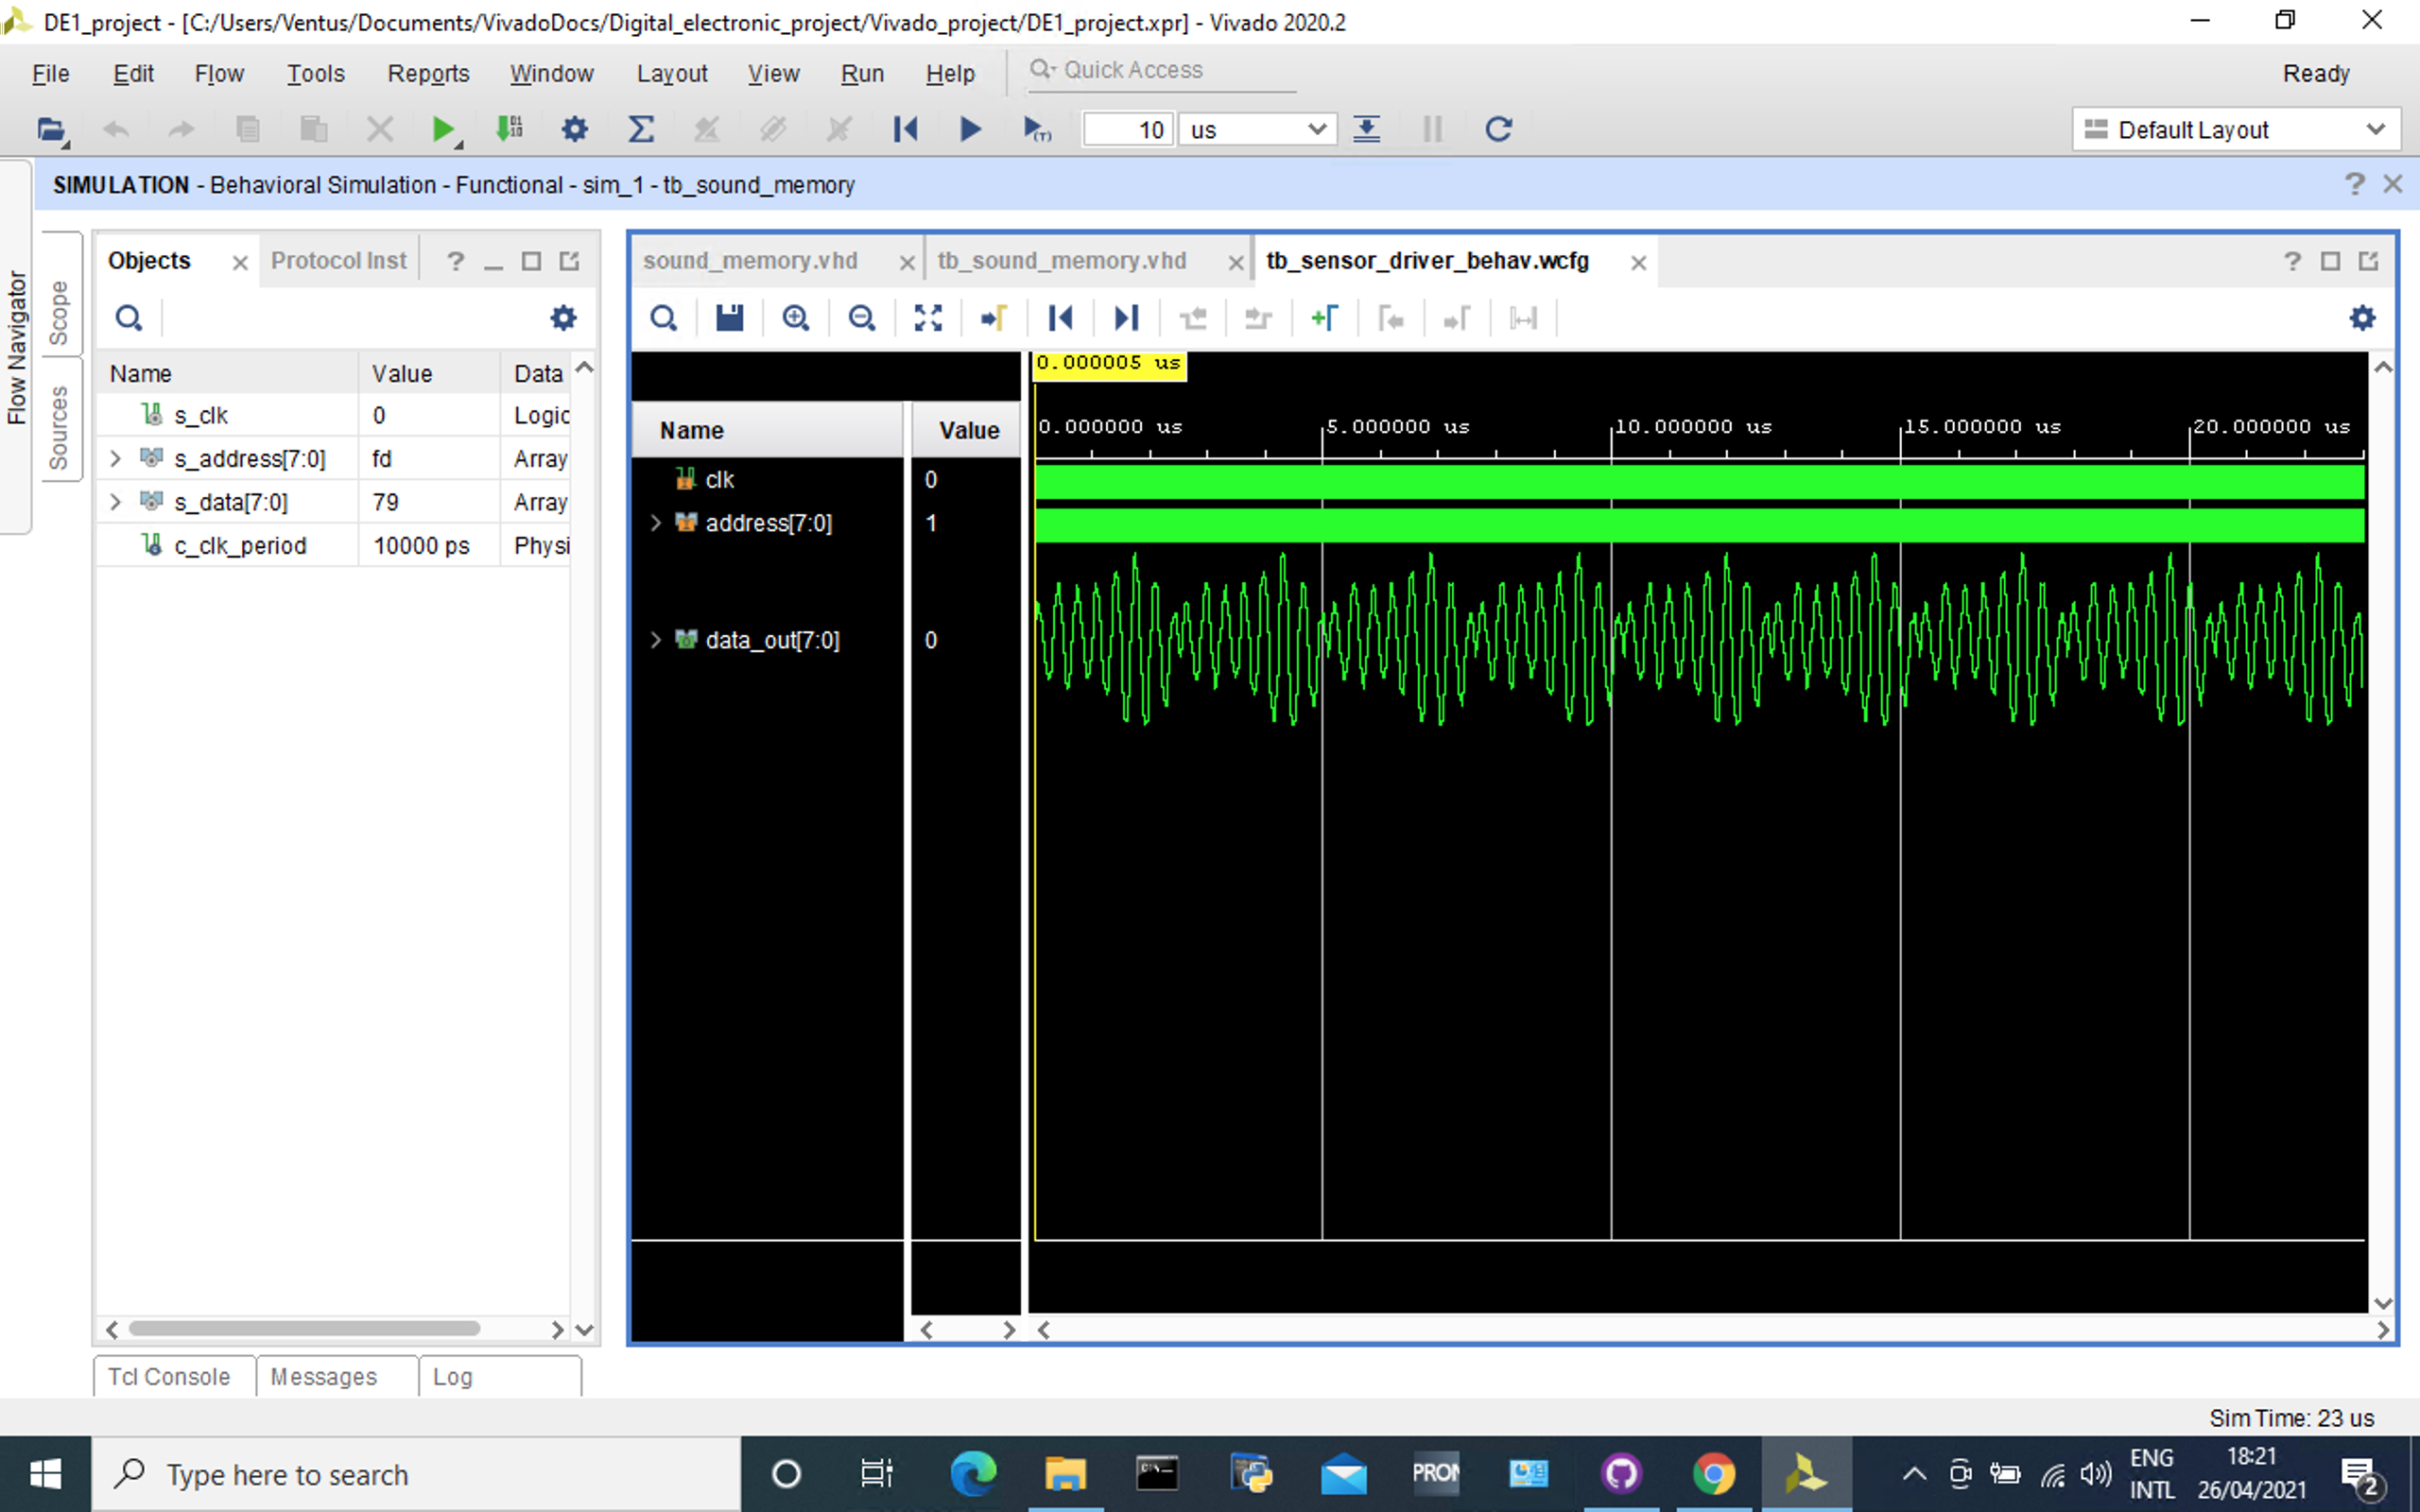 DE1_project - [C:/Users/Ventus/Documents/VivadoDocs/Digital_electronic_project/Vivado_project/DE1_project.xpr] - Vivado 2020.2
File Edit Flow Tools Reports Window Layout View Run Help Quick Access Ready
10 us Default Layout
SIMULATION - Behavioral Simulation - Functional - sim_1 - tb_sound_memory
Flow Navigator
Scope
Sources
Objects Protocol Inst
Name Value Data
s_clk 0 Logic
s_address[7:0] fd Array
s_data[7:0] 79 Array
c_clk_period 10000 ps Physi
sound_memory.vhd tb_sound_memory.vhd tb_sensor_driver_behav.wcfg
0.000005 us
Name Value 0.000000 us 5.000000 us 10.000000 us 15.000000 us 20.000000 us
clk 0
address[7:0] 1
data_out[7:0] 0
Tcl Console Messages Log
Sim Time: 23 us
Type here to search
PRON
ENG
INTL
18:21
26/04/2021
2